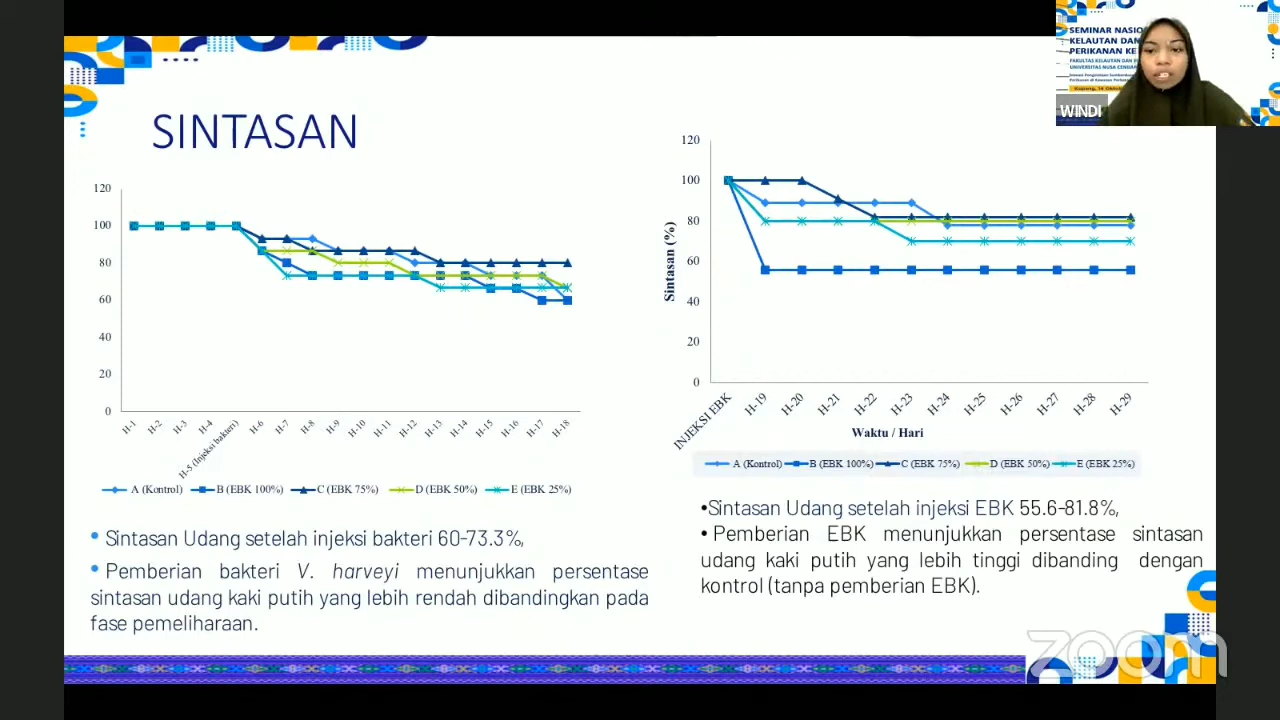 SEMINAR NASIO
KELAUTAN DAN
PERIKANAN KE
FAKULTAS KELAUTAN DAN
UNIVERSITAS NUSA CENDAN
Kupang, 14 Oktob
WINDI
SINTASAN
120
100
80
60
40
20
0
H-1
H-2
H-3
H-4
H-5 (Injeksi bakteri)
H-6
H-7
H-8
H-9
H-10
H-11
H-12
H-13
H-14
H-15
H-16
H-17
H-18
A (Kontrol)
B (EBK 100%)
C (EBK 75%)
D (EBK 50%)
E (EBK 25%)
• Sintasan Udang setelah injeksi bakteri 60-73.3%,
• Pemberian bakteri V. harveyi menunjukkan persentase
sintasan udang kaki putih yang lebih rendah dibandingkan pada
fase pemeliharaan.
120
100
80
60
40
20
0
Sintasan (%)
INJEKSI EBK
H-19
H-20
H-21
H-22
H-23
H-24
H-25
H-26
H-27
H-28
H-29
Waktu / Hari
A (Kontrol)
B (EBK 100%)
C (EBK 75%)
D (EBK 50%)
E (EBK 25%)
•Sintasan Udang setelah injeksi EBK 55.6-81.8%,
• Pemberian EBK menunjukkan persentase sintasan
udang kaki putih yang lebih tinggi dibanding dengan
kontrol (tanpa pemberian EBK).
zoom